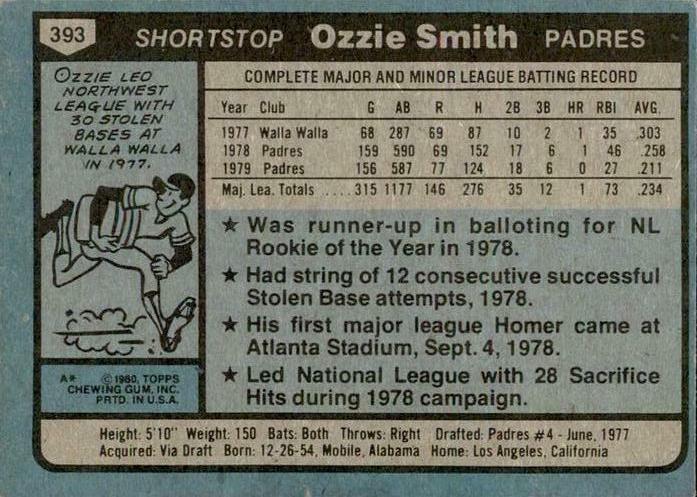 393 SHORTSTOP Ozzie Smith PADRES
OZZIE LED
NORTHWEST
LEAGUE WITH
30 STOLEN
BASES AT
WALLA WALLA
IN 1977.
COMPLETE MAJOR AND MINOR LEAGUE BATTING RECORD
Year Club G AB R H 2B 3B HR RBI AVG.
1977 Walla Walla 68 287 69 87 10 2 1 35 .303
1978 Padres 159 590 69 152 17 6 1 46 .258
1979 Padres 156 587 77 124 18 6 0 27 .211
Maj. Lea. Totals .... 315 1177 146 276 35 12 1 73 .234
★ Was runner-up in balloting for NL
Rookie of the Year in 1978.
★ Had string of 12 consecutive successful
Stolen Base attempts, 1978.
★ His first major league Homer came at
Atlanta Stadium, Sept. 4, 1978.
★ Led National League with 28 Sacrifice
Hits during 1978 campaign.
A* © 1980, TOPPS
CHEWING GUM, INC.
PRTD. IN U.S.A.
Height: 5'10" Weight: 150 Bats: Both Throws: Right Drafted: Padres #4 - June, 1977
Acquired: Via Draft Born: 12-26-54, Mobile, Alabama Home: Los Angeles, California